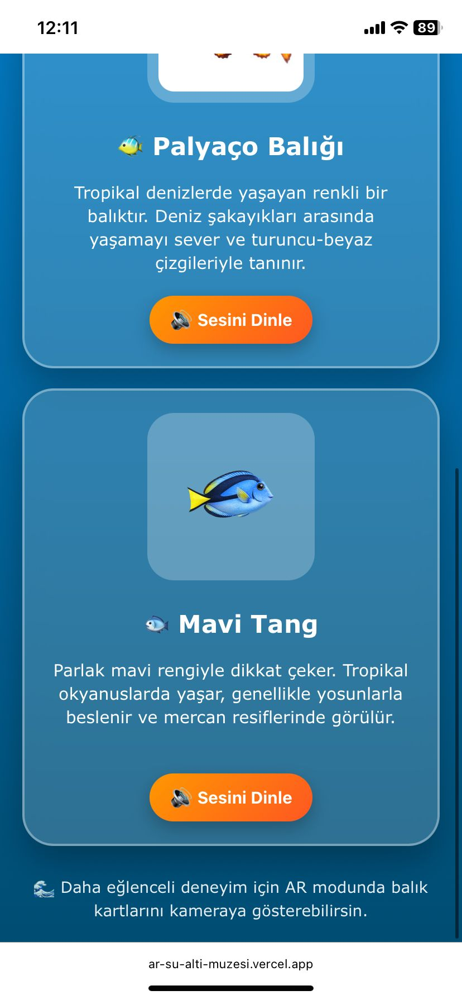 12:11
89
🐠 Palyaço Balığı
Tropikal denizlerde yaşayan renkli bir
balıktır. Deniz şakayıkları arasında
yaşamayı sever ve turuncu-beyaz
çizgileriyle tanınır.
🔊 Sesini Dinle
🐟 Mavi Tang
Parlak mavi rengiyle dikkat çeker. Tropikal
okyanuslarda yaşar, genellikle yosunlarla
beslenir ve mercan resiflerinde görülür.
🔊 Sesini Dinle
🌊 Daha eğlenceli deneyim için AR modunda balık
kartlarını kameraya gösterebilirsin.
ar-su-alti-muzesi.vercel.app